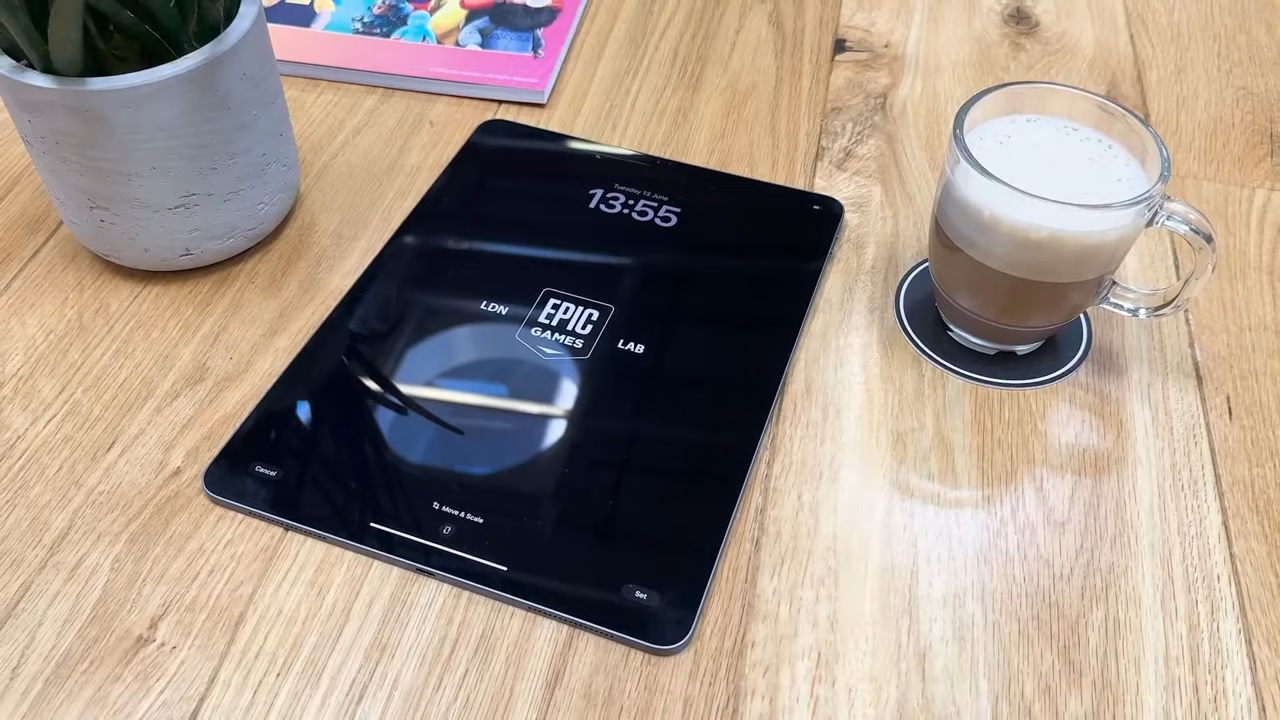 Tuesday 13 June
13:55
LDN
EPIC
GAMES
LAB
Cancel
Move & Scale
Set